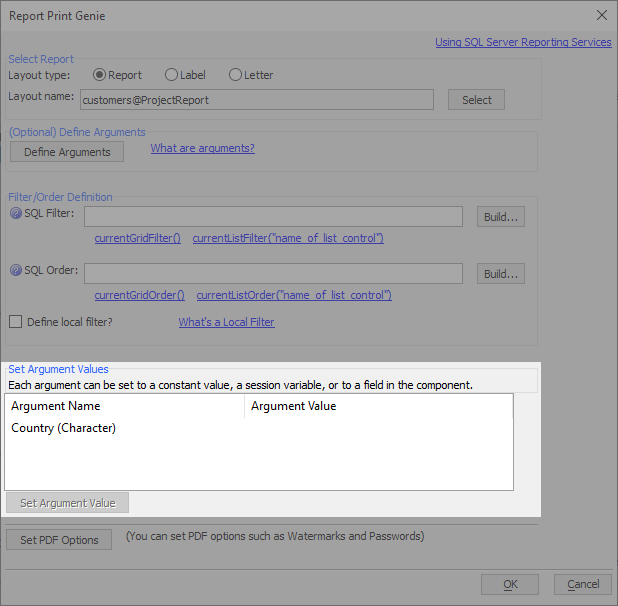 Report Print Genie
Using SQL Server Reporting Services
Select Report
Layout type: Report Label Letter
Layout name: customers@ProjectReport Select
(Optional) Define Arguments
Define Arguments What are arguments?
Filter/Order Definition
SQL Filter: Build...
currentGridFilter() currentListFilter("name_of_list_control")
SQL Order: Build...
currentGridOrder() currentListOrder("name_of_list_control")
Define local filter? What's a Local Filter
Set Argument Values
Each argument can be set to a constant value, a session variable, or to a field in the component.
Argument Name Argument Value
Country (Character)
Set Argument Value
Set PDF Options (You can set PDF options such as Watermarks and Passwords)
OK Cancel